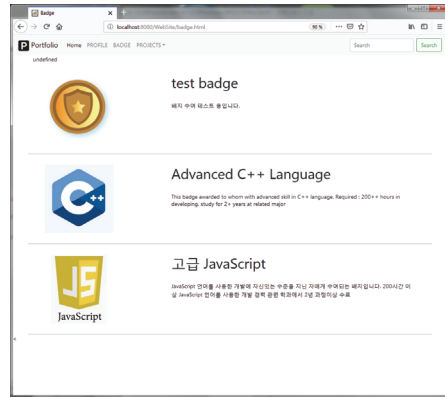 Badge
localhost:8080/WebSite/badge.html
90 %
P Portfolio Home PROFILE BADGE PROJECTS
Search
Search
undefined
test badge
배지 수여 테스트 용입니다.
C++
Advanced C++ Language
This badge awarded to whom with advanced skill in C++ language. Required : 200++ hours in
developing. study for 2+ years at related major
JS
JavaScript
고급 JavaScript
JavaScript 언어를 사용한 개발에 자신있는 수준을 지닌 자에게 수여되는 배지입니다. 200시간 이
상 JavaScript 언어를 사용한 개발 경력 관련 학과에서 2년 과정이상 수료